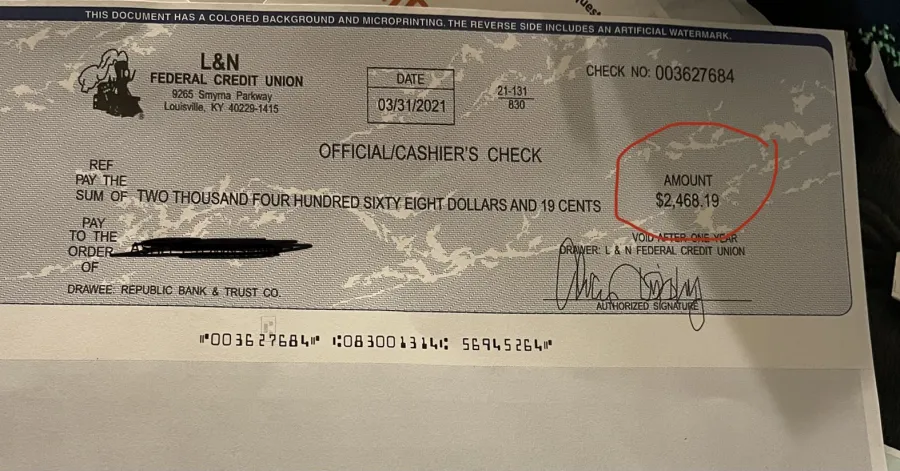 ues"
THIS DOCUMENT HAS A COLORED BACKGROUND AND MICROPRINTING. THE REVERSE SIDE INCLUDES AN ARTIFICIAL WATERMARK.
L&N
FEDERAL CREDIT UNION
9265 Smyrna Parkway
Louisville, KY 40229-1415
DATE
03/31/2021
21-131
830
CHECK NO: 003627684
OFFICIAL/CASHIER'S CHECK
AMOUNT
$2,468.19
REF
PAY THE
SUM OF TWO THOUSAND FOUR HUNDRED SIXTY EIGHT DOLLARS AND 19 CENTS
PAY
TO THE
ORDER
OF
VOID AFTER ONE YEAR
DRAWER: L & N FEDERAL CREDIT UNION
AUTHORIZED SIGNATURE
DRAWEE: REPUBLIC BANK & TRUST CO.
⑈003627684⑈ ⑆083001314⑆ 56945264⑈